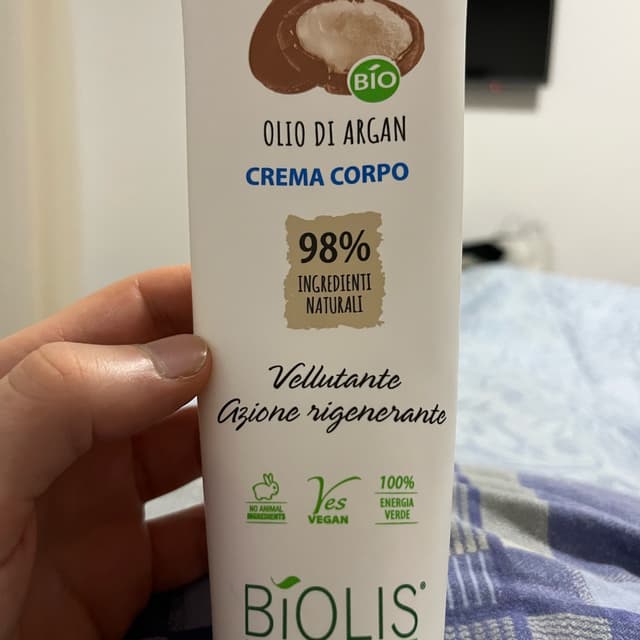 BIO
OLIO DI ARGAN
CREMA CORPO
98%
INGREDIENTI
NATURALI
Vellutante
Azione rigenerante
NO ANIMAL
INGREDIENTS
Yes
VEGAN
100%
ENERGIA
VERDE
BiOLiS®